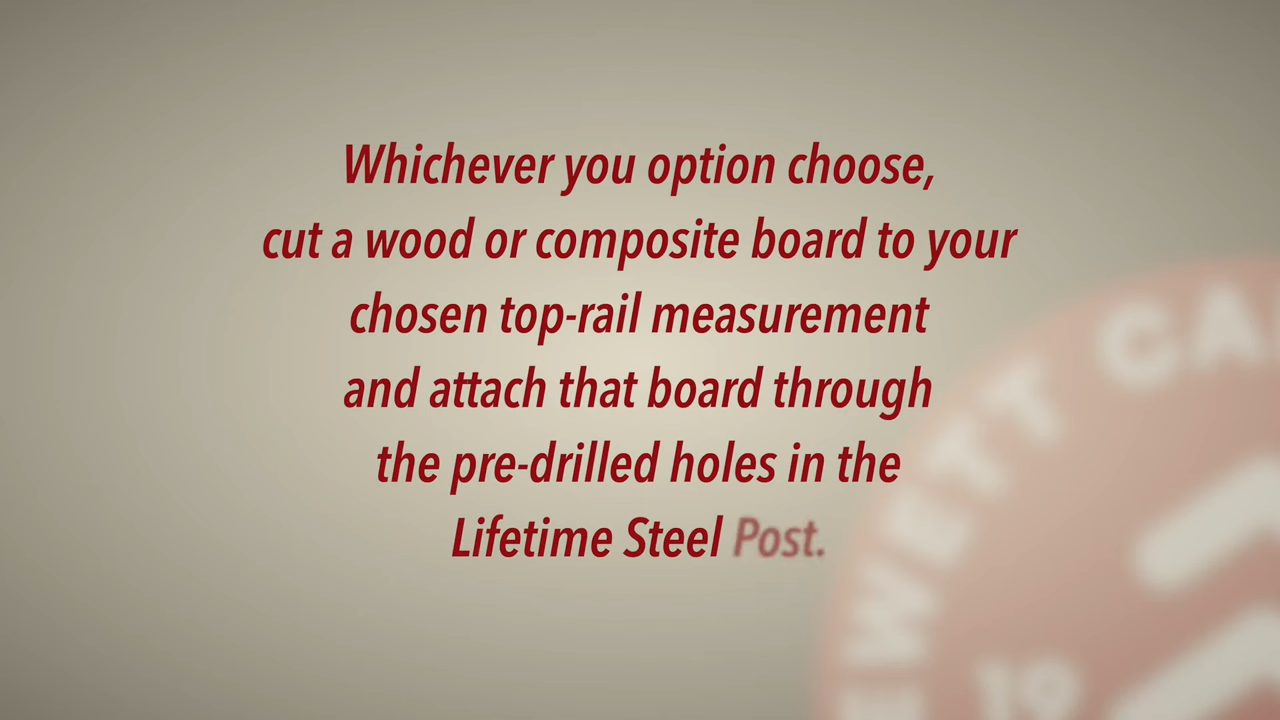 Whichever you option choose,
cut a wood or composite board to your
chosen top-rail measurement
and attach that board through
the pre-drilled holes in the
Lifetime Steel Post.